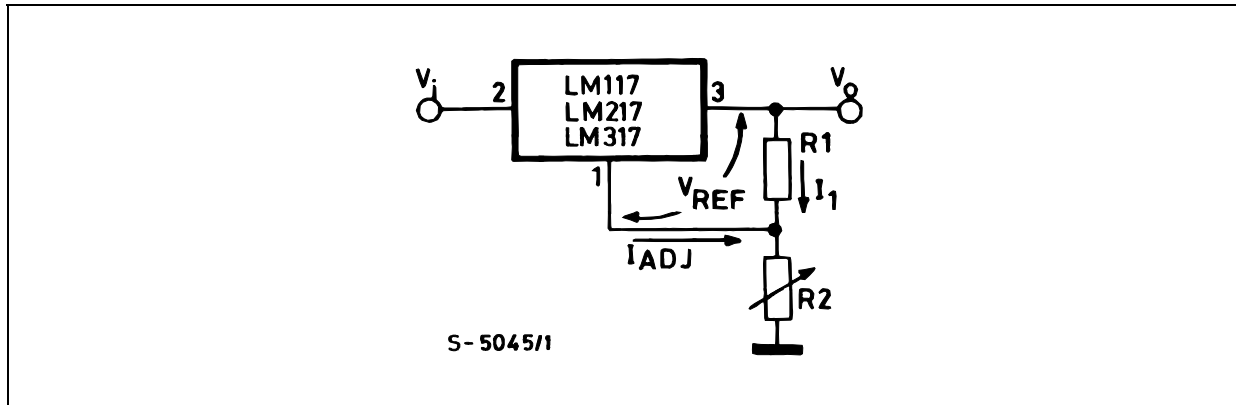 Vi
2
LM117
LM217
LM317
3
VO
1
VREF
R1
I1
IADJ
R2
S-5045/1